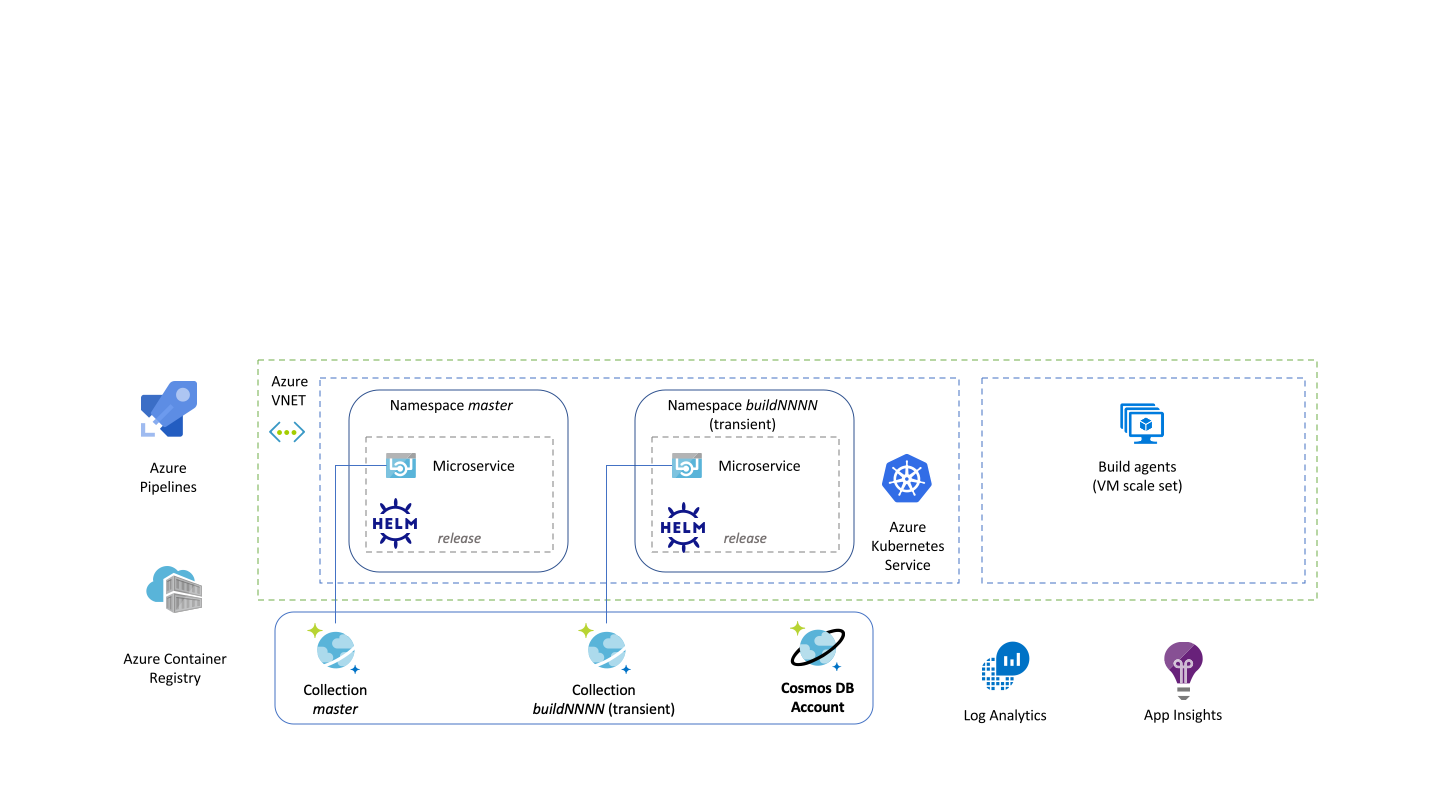 Azure
VNET
Namespace master
Namespace buildNNNN
(transient)
Azure
Pipelines
Microservice
HELM
release
Microservice
HELM
release
Azure
Kubernetes
Service
Build agents
(VM scale set)
Azure Container
Registry
Collection
master
Collection
buildNNNN (transient)
Cosmos DB
Account
Log Analytics
App Insights